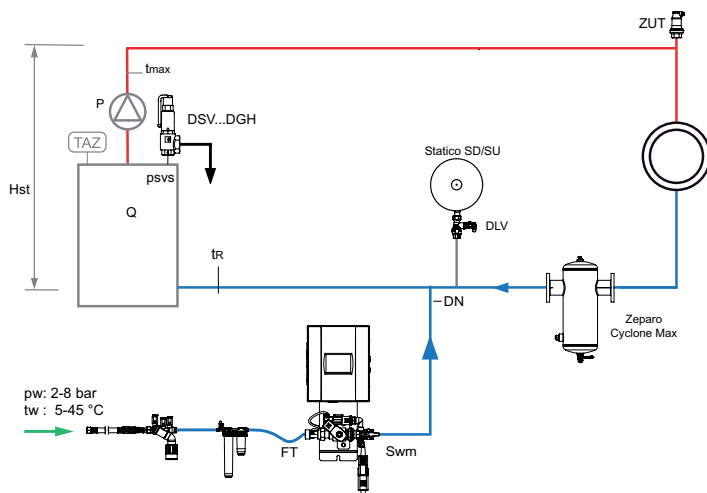 ZUT
tmax
P
DSV...DGH
TAZ
Statico SD/SU
psvs
Hst
Q
DLV
tR
DN
Zeparo
Cyclone Max
pw: 2-8 bar
tw : 5-45 °C
FT
Swm